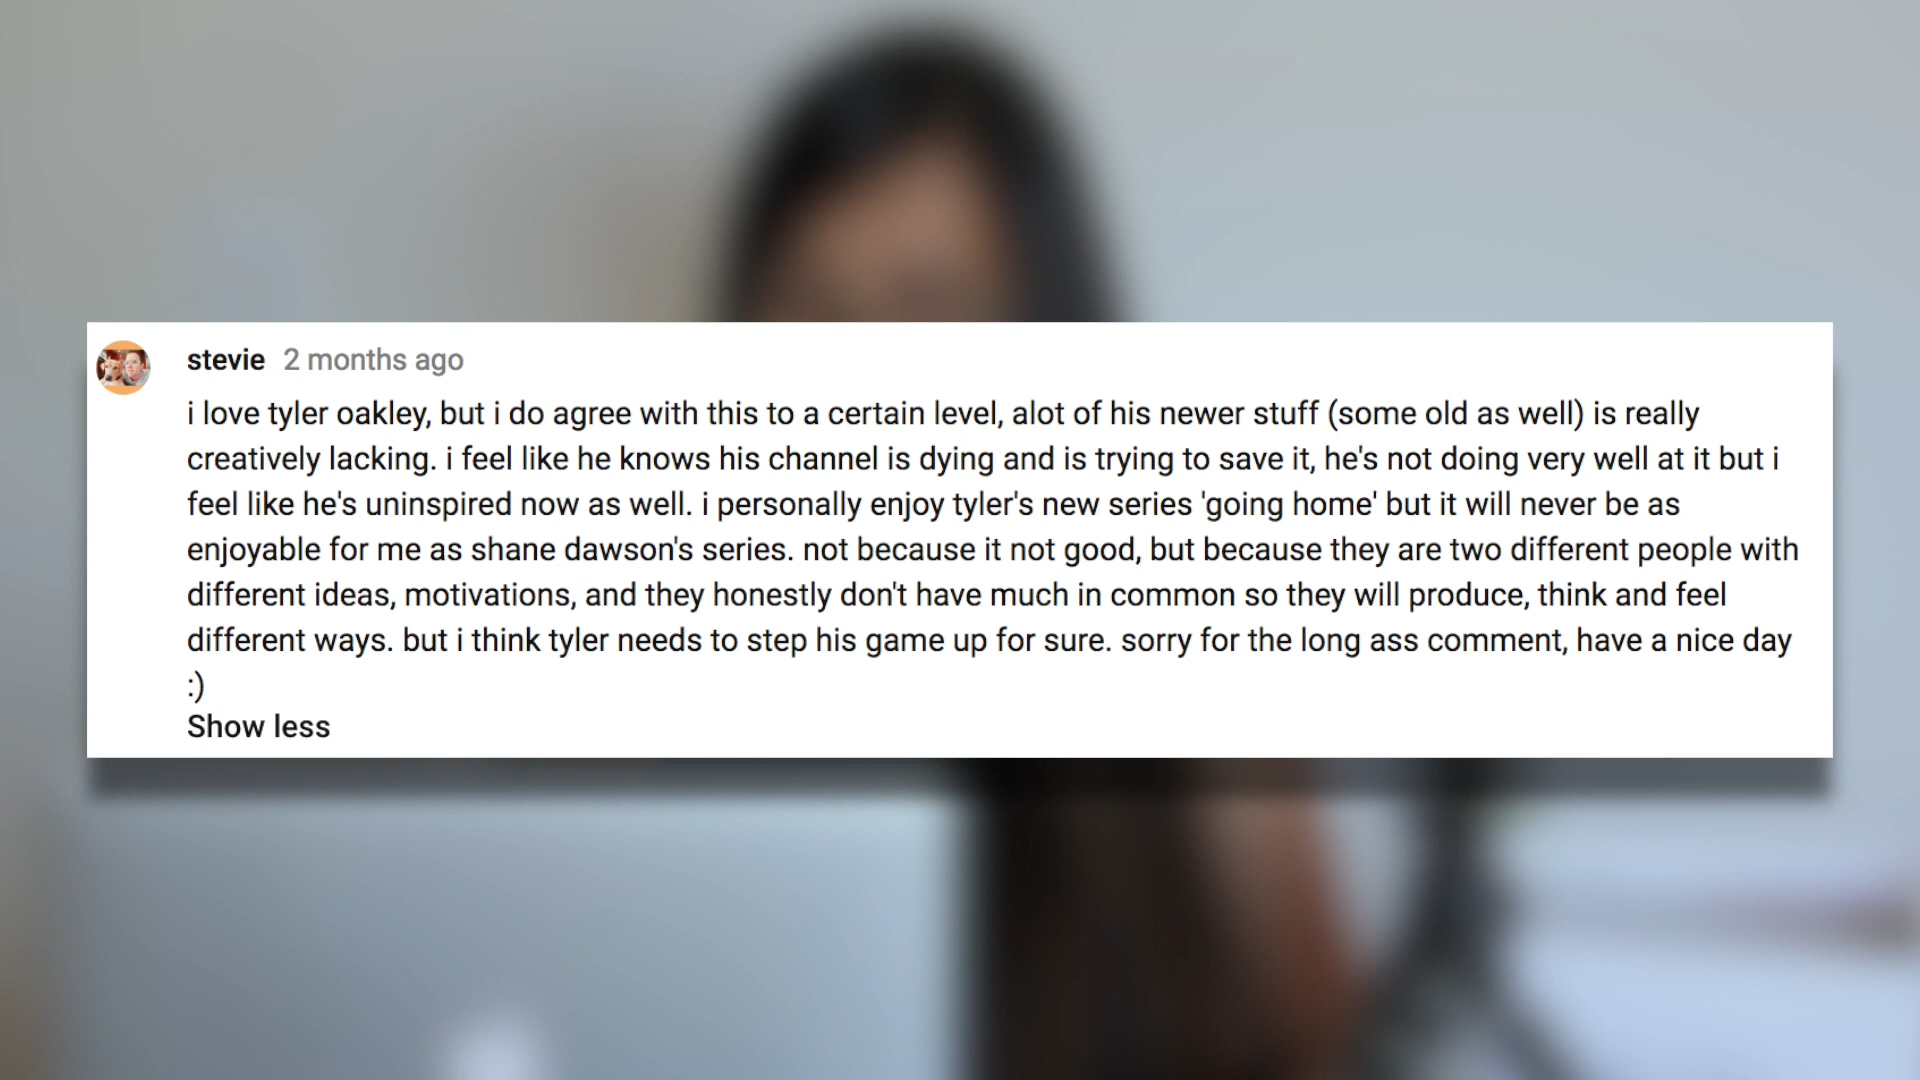 stevie 2 months ago
i love tyler oakley, but i do agree with this to a certain level, alot of his newer stuff (some old as well) is really
creatively lacking. i feel like he knows his channel is dying and is trying to save it, he's not doing very well at it but i
feel like he's uninspired now as well. i personally enjoy tyler's new series 'going home' but it will never be as
enjoyable for me as shane dawson's series. not because it not good, but because they are two different people with
different ideas, motivations, and they honestly don't have much in common so they will produce, think and feel
different ways. but i think tyler needs to step his game up for sure. sorry for the long ass comment, have a nice day
:)
Show less